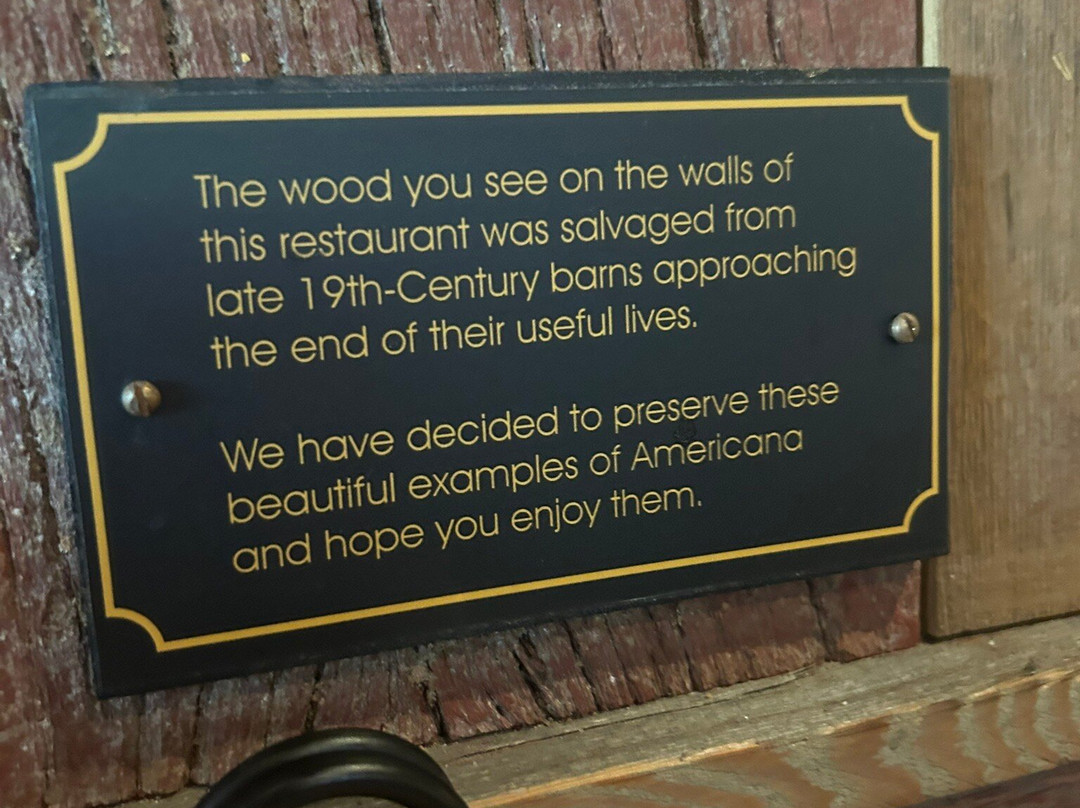 The wood you see on the walls of
this restaurant was salvaged from
late 19th-Century barns approaching
the end of their useful lives.
We have decided to preserve these
beautiful examples of Americana
and hope you enjoy them.